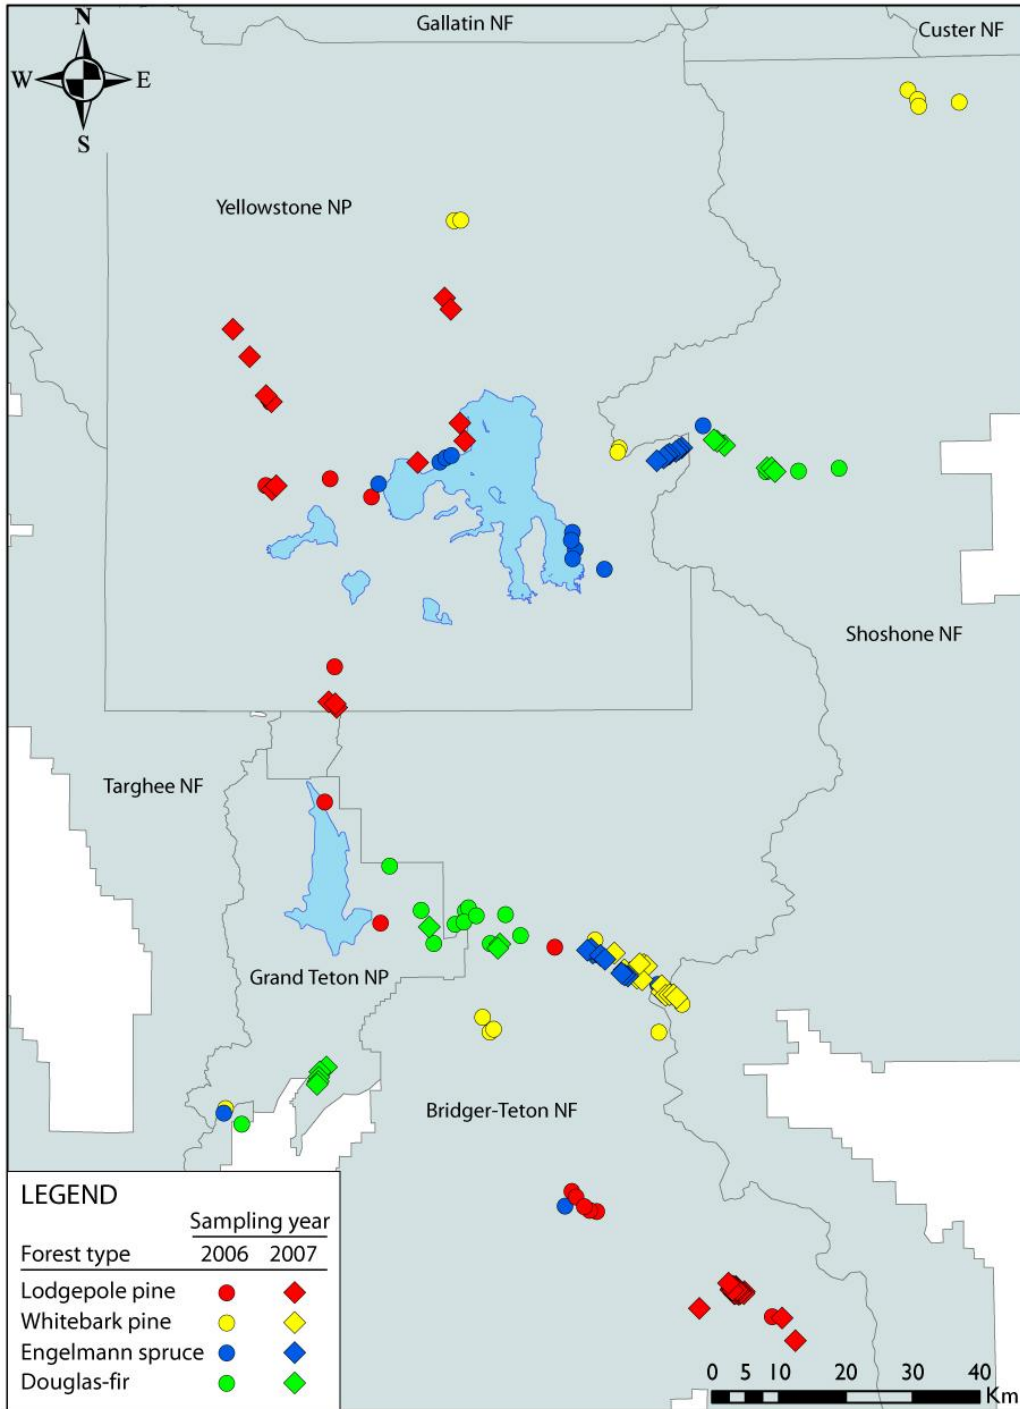 Gallatin NF
Custer NF
N
W E
S
Yellowstone NP
Shoshone NF
Targhee NF
Grand Teton NP
Bridger-Teton NF
LEGEND
Sampling year
Forest type 2006 2007
Lodgepole pine
Whitebark pine
Engelmann spruce
Douglas-fir
0 5 10 20 30 40
Km